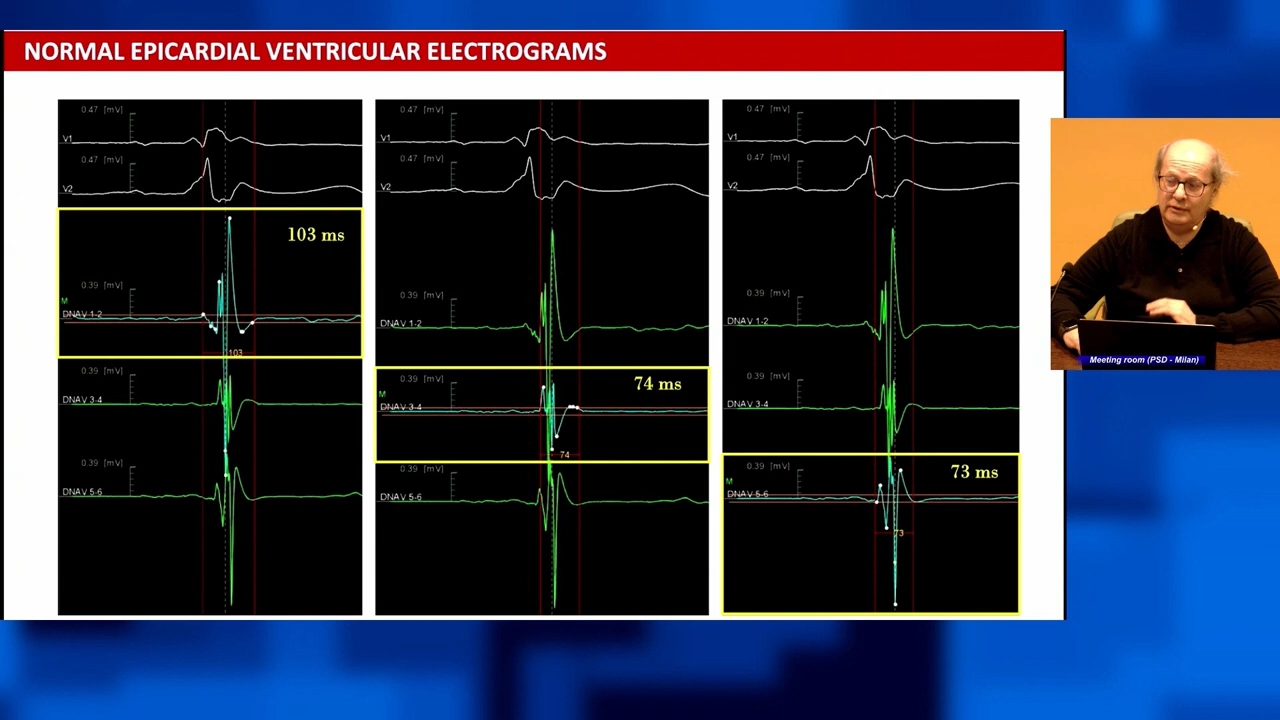 NORMAL EPICARDIAL VENTRICULAR ELECTROGRAMS
0.47 [mV]
V1
0.47 [mV]
V2
103 ms
0.39 [mV]
M
DNAV 1-2
103
0.39 [mV]
DNAV 3-4
0.39 [mV]
DNAV 5-6
0.47 [mV]
V1
0.47 [mV]
V2
0.39 [mV]
DNAV 1-2
74 ms
0.39 [mV]
M
DNAV 3-4
74
0.39 [mV]
DNAV 5-6
0.47 [mV]
V1
0.47 [mV]
V2
0.39 [mV]
DNAV 1-2
0.39 [mV]
DNAV 3-4
73 ms
0.39 [mV]
M
DNAV 5-6
73
Meeting room (PSD - Milan)